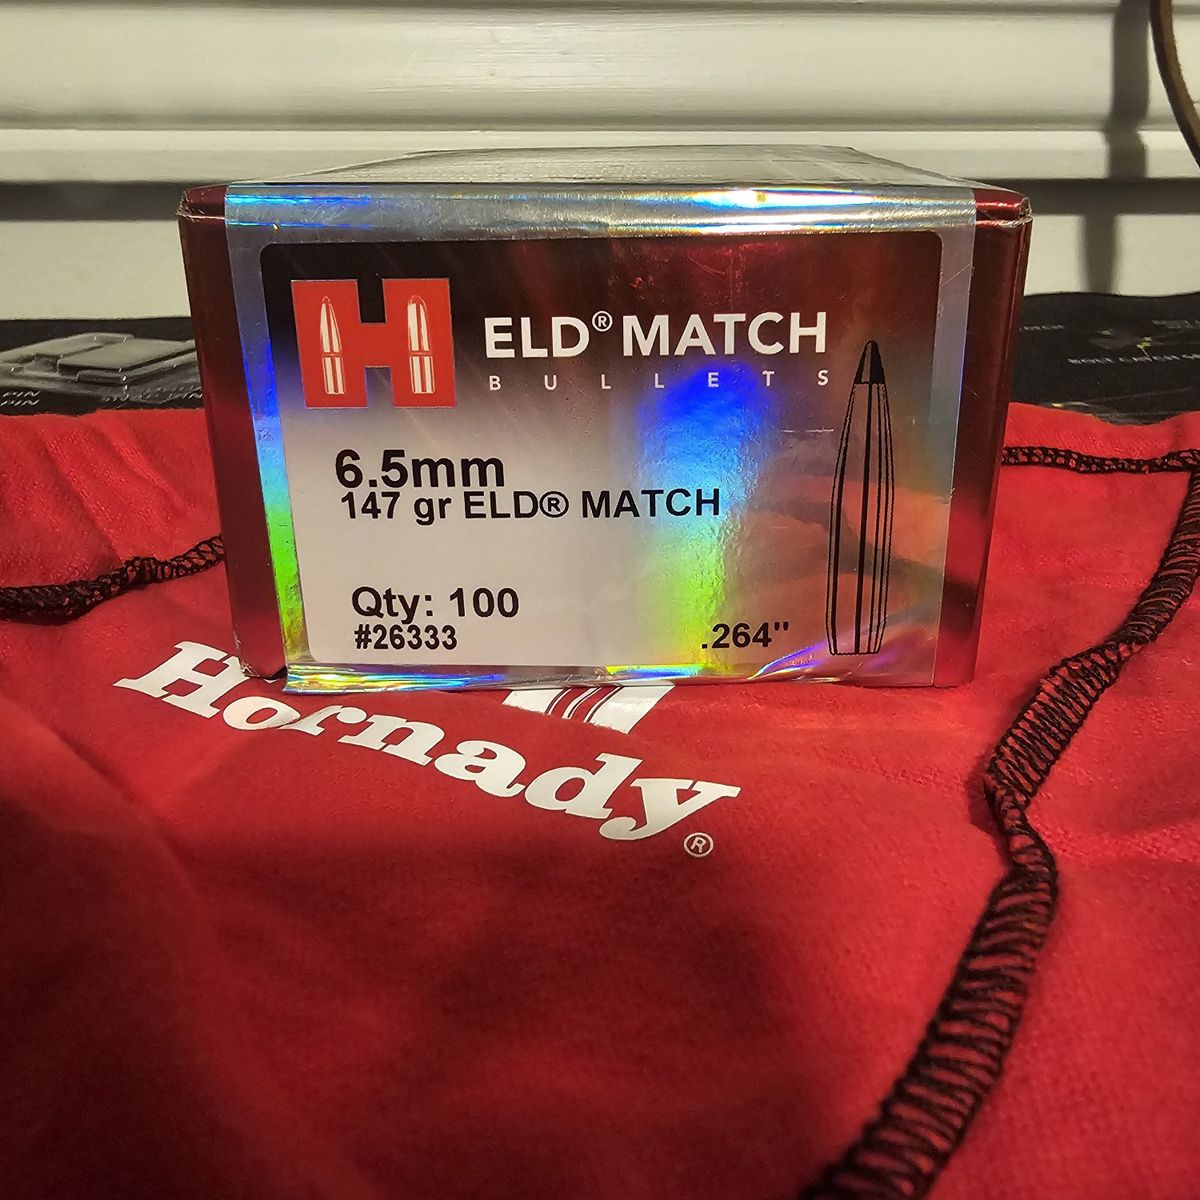 H
ELD® MATCH
BULLETS
6.5mm
147 gr ELD® MATCH
Qty: 100
#26333
.264"
Hornady®